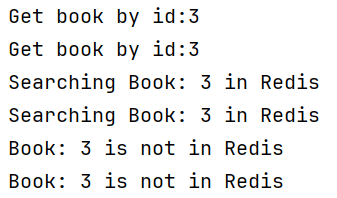 Get book by id:3
Get book by id:3
Searching Book: 3 in Redis
Searching Book: 3 in Redis
Book: 3 is not in Redis
Book: 3 is not in Redis